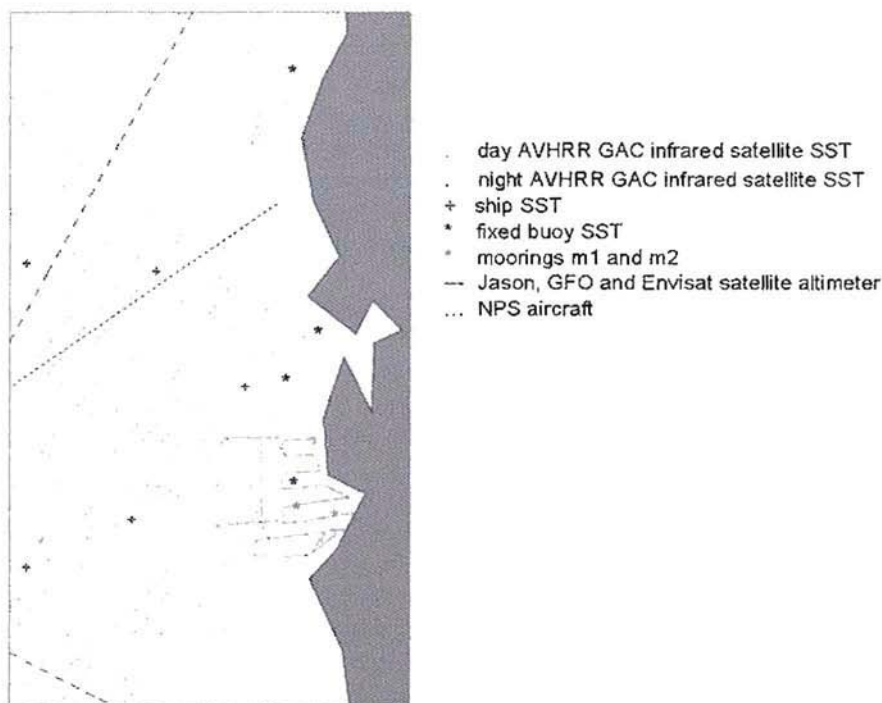 . day AVHRR GAC infrared satellite SST
. night AVHRR GAC infrared satellite SST
+ ship SST
* fixed buoy SST
* moorings m1 and m2
--- Jason, GFO and Envisat satellite altimeter
... NPS aircraft